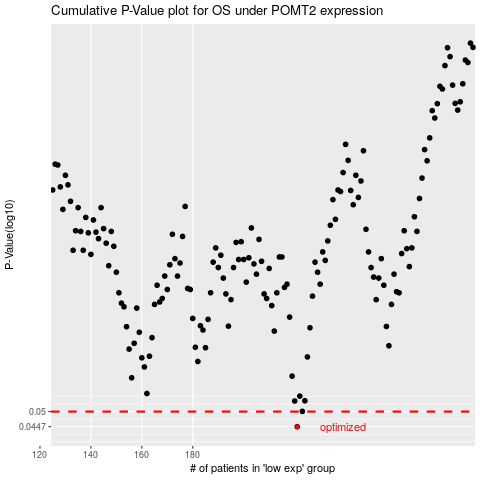 Cumulative P-Value plot for OS under POMT2 expression
P-Value(log10)
0.05
0.0447
optimized
120 140 160 180
# of patients in 'low exp' group